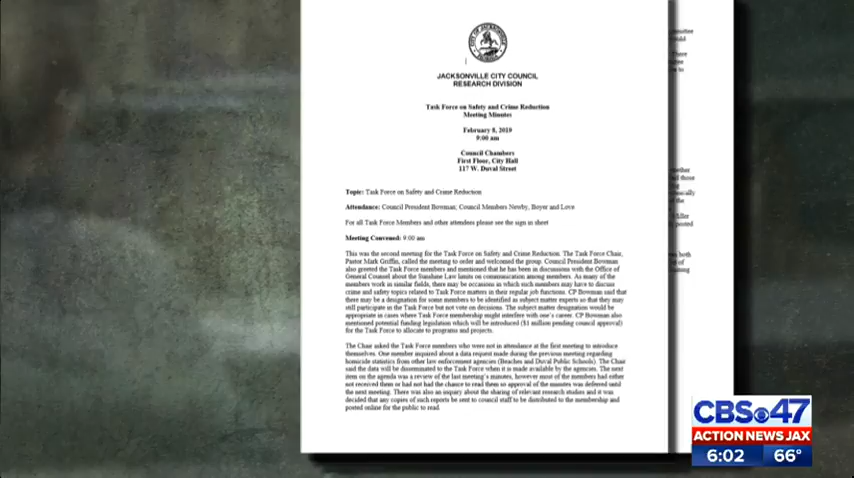 JACKSONVILLE CITY COUNCIL
RESEARCH DIVISION
Task Force on Safety and Crime Reduction
Meeting Minutes
February 8, 2019
9:00 am
Council Chambers
First Floor, City Hall
117 W. Duval Street
Topic: Task Force on Safety and Crime Reduction
Attendance: Council President Bowman; Council Members Newby, Boyer and Love
For all Task Force Members and other attendees please see the sign in sheet
Meeting Convened: 9:00 am
This was the second meeting for the Task Force on Safety and Crime Reduction. The Task Force Chair,
Pastor Mark Griffin, called the meeting to order and welcomed the group. Council President Bowman
also greeted the Task Force members and mentioned that he has been in discussions with the Office of
General Counsel about the Sunshine Law limits on communication among members. As many of the
members work in similar fields, there may be occasions in which such members may have to discuss
crime and safety topics related to Task Force matters in their regular job functions. CP Bowman said that
there may be a designation for some members to be identified as subject matter experts so that they may
still participate in the Task Force but not vote on decisions. The subject matter designation would be
appropriate in cases where Task Force membership might interfere with one's career. CP Bowman also
mentioned potential funding legislation which will be introduced ($1 million pending council approval)
for the Task Force to allocate to programs and projects.
The Chair asked the Task Force members who were not in attendance at the first meeting to introduce
themselves. One member inquired about a data request made during the previous meeting regarding
homicide statistics from other law enforcement agencies (Beaches and Duval Public Schools). The Chair
said the data will be disseminated to the Task Force when it is made available by the agencies. The next
item on the agenda was a review of the last meeting's minutes, however most of the members had either
not received them or had not had the chance to read them so approval of the minutes was deferred until
the next meeting. There was also an inquiry about the sharing of relevant research studies and it was
decided that any copies of such reports be sent to council staff to be distributed to the membership and
posted online for the public to read.
CBS 47
ACTION NEWS JAX
6:02 66°